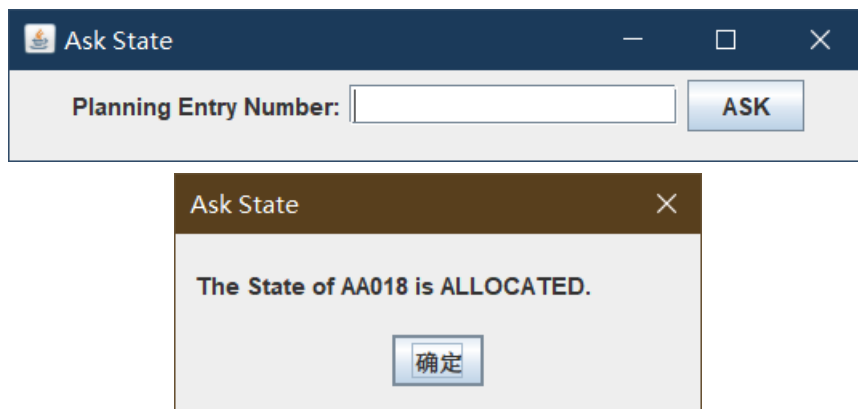 Ask State
Planning Entry Number: ASK
Ask State
The State of AA018 is ALLOCATED.
确定